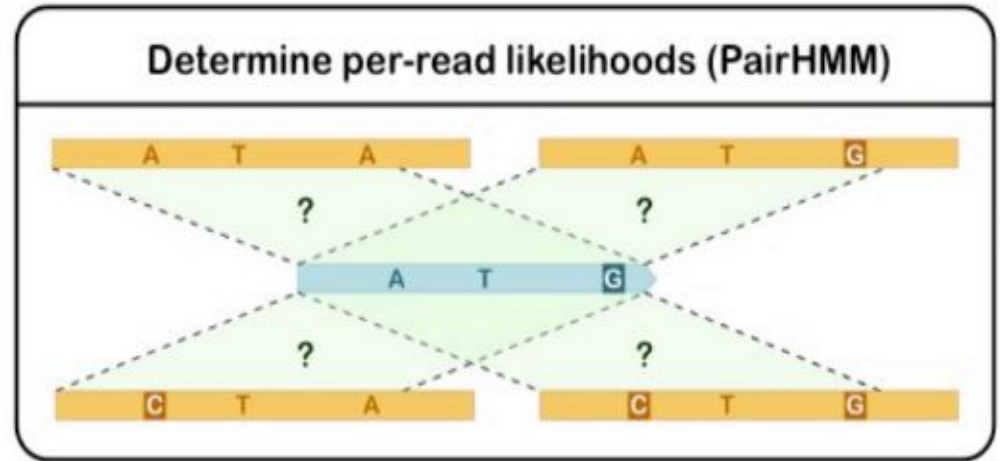 Determine per-read likelihoods (PairHMM)
A T A A T G
? ?
A T G
? ?
C T A C T G